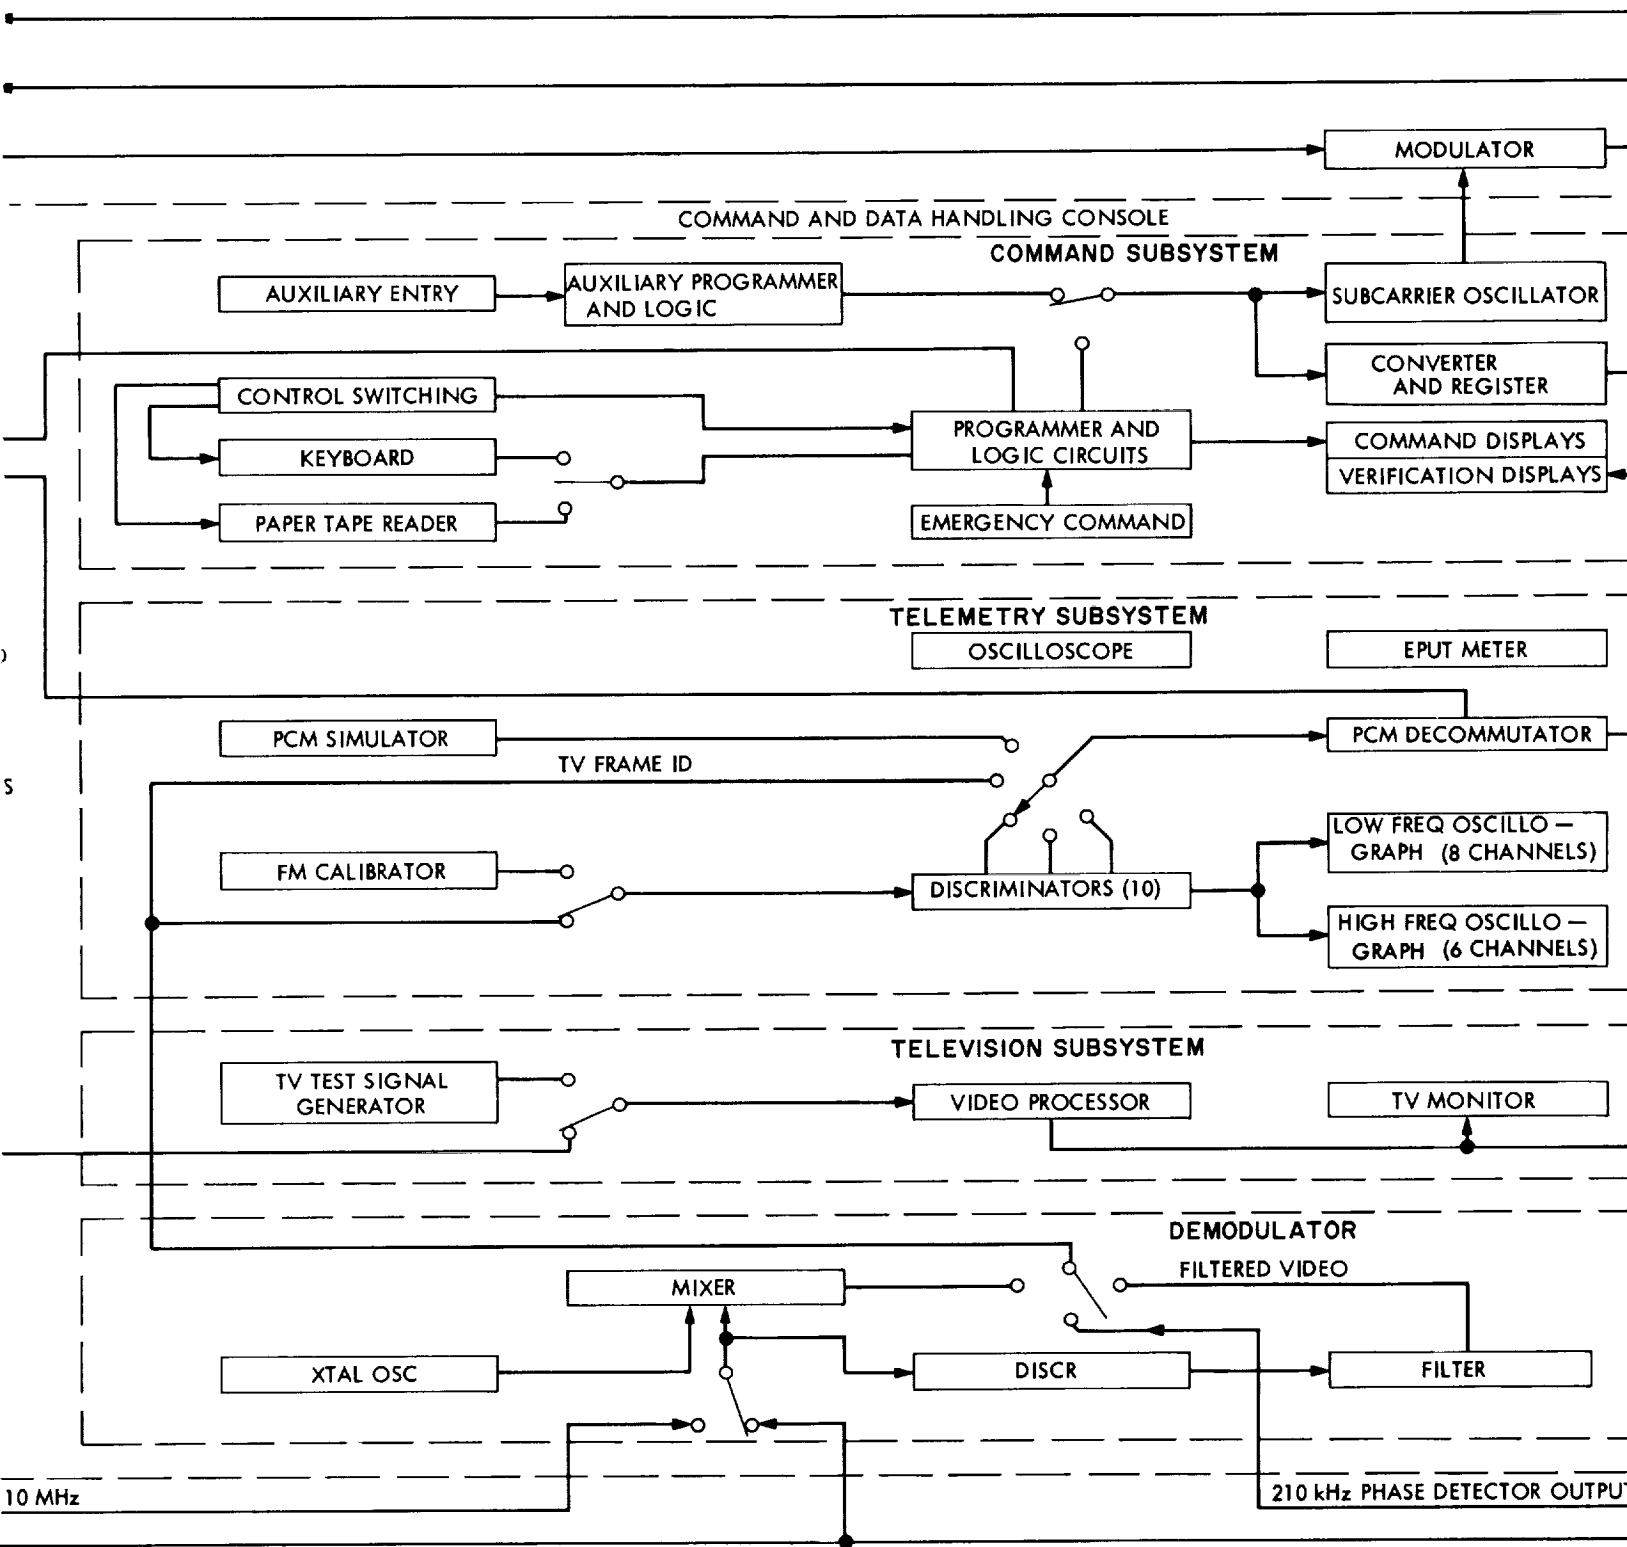 MODULATOR
COMMAND AND DATA HANDLING CONSOLE
COMMAND SUBSYSTEM
AUXILIARY ENTRY
AUXILIARY PROGRAMMER
AND LOGIC
SUBCARRIER OSCILLATOR
CONVERTER
AND REGISTER
CONTROL SWITCHING
PROGRAMMER AND
LOGIC CIRCUITS
COMMAND DISPLAYS
KEYBOARD
VERIFICATION DISPLAYS
PAPER TAPE READER
EMERGENCY COMMAND
TELEMETRY SUBSYSTEM
OSCILLOSCOPE
EPUT METER
)
PCM SIMULATOR
PCM DECOMMUTATOR
TV FRAME ID
S
LOW FREQ OSCILLO —
GRAPH (8 CHANNELS)
FM CALIBRATOR
DISCRIMINATORS (10)
HIGH FREQ OSCILLO —
GRAPH (6 CHANNELS)
TELEVISION SUBSYSTEM
TV TEST SIGNAL
GENERATOR
VIDEO PROCESSOR
TV MONITOR
DEMODULATOR
FILTERED VIDEO
MIXER
XTAL OSC
DISCR
FILTER
10 MHz
210 kHz PHASE DETECTOR OUTPUT